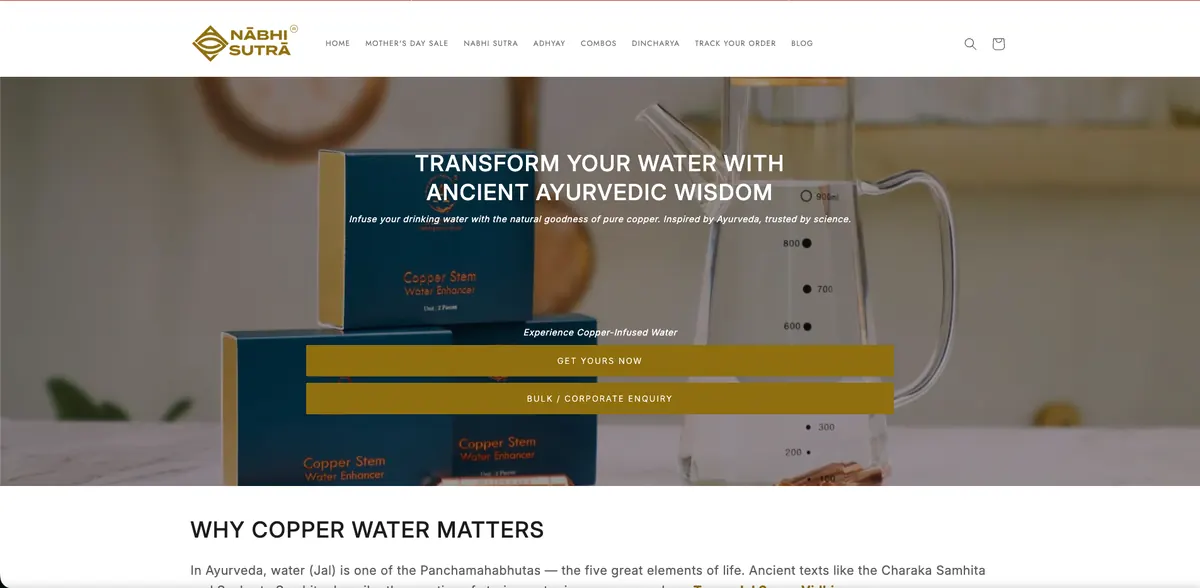 NĀBHI
SUTRĀ
®
HOME MOTHER'S DAY SALE NABHI SUTRA ADHYAY COMBOS DINCHARYA TRACK YOUR ORDER BLOG
TRANSFORM YOUR WATER WITH
ANCIENT AYURVEDIC WISDOM
Infuse your drinking water with the natural goodness of pure copper. Inspired by Ayurveda, trusted by science.
900ml
800
700
600
Copper Stem
Water Enhancer
Experience Copper-Infused Water
GET YOURS NOW
BULK / CORPORATE ENQUIRY
300
200
100
Copper Stem
Water Enhancer
Copper Stem
Water Enhancer
WHY COPPER WATER MATTERS
In Ayurveda, water (Jal) is one of the Panchamahabhutas — the five great elements of life. Ancient texts like the Charaka Samhita